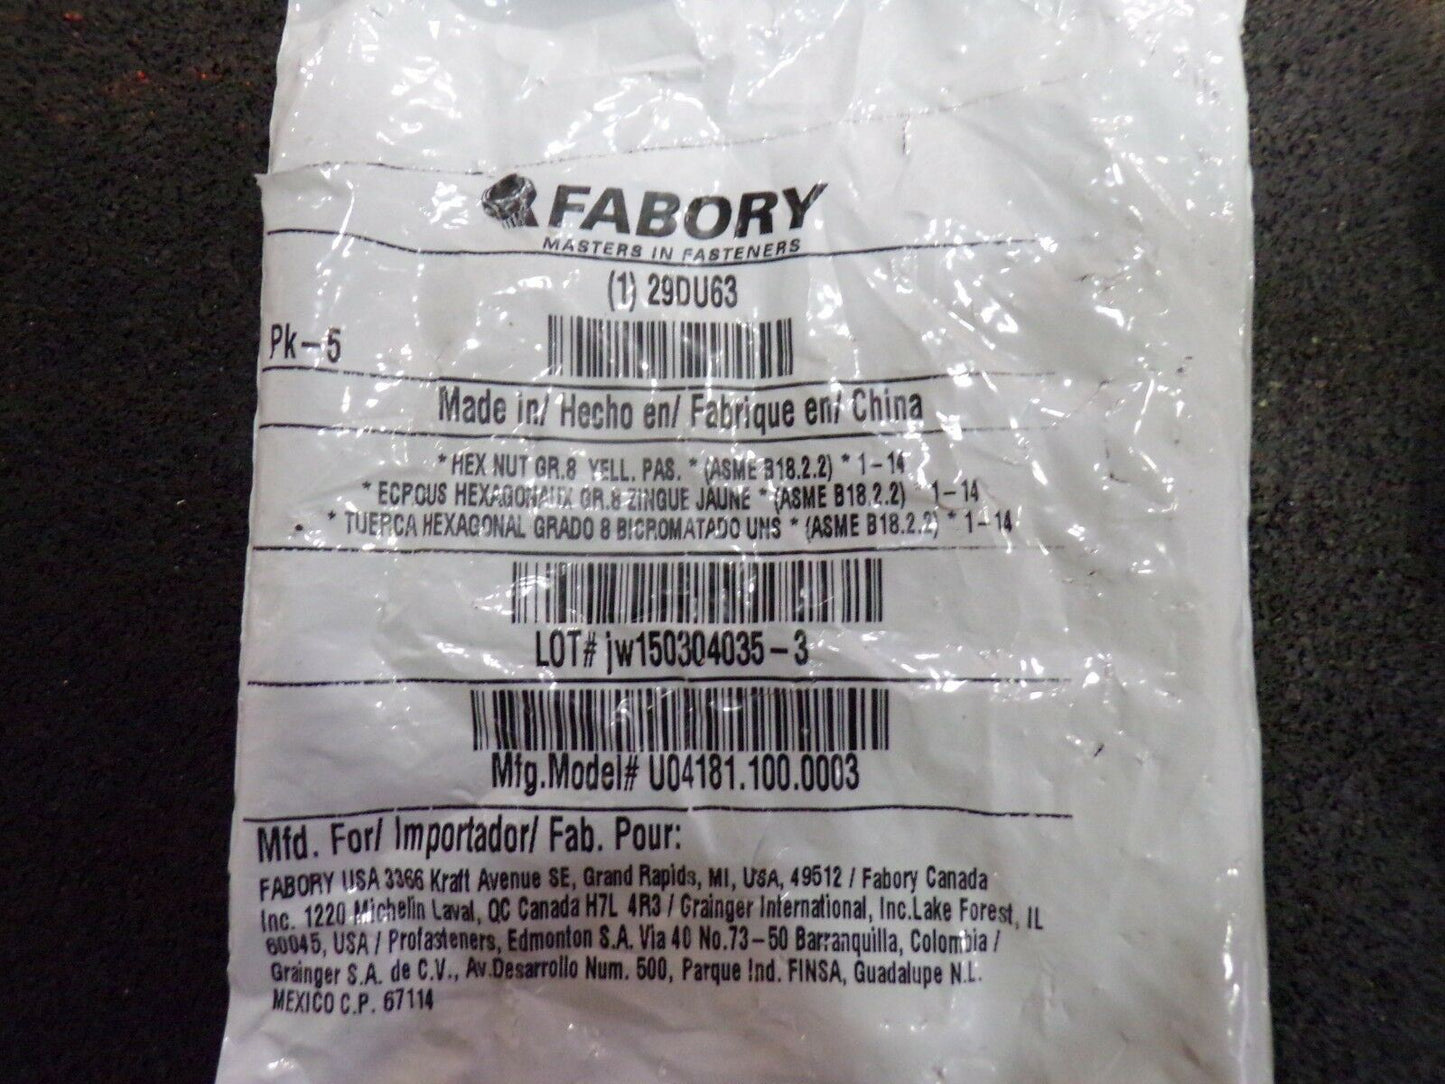 FABORY
MASTERS IN FASTENERS
(1) 29DU63
Pk-5
Made in/ Hecho en/ Fabrique en/ China
* HEX NUT GR.8 YELL. PAS. * (ASME B18.2.2) * 1-14
* ECROUS HEXAGONAUX GR.8 ZINGUE JAUNE * (ASME B18.2.2) * 1-14
* TUERCA HEXAGONAL GRADO 8 BICROMATADO UNS * (ASME B18.2.2) * 1-14
LOT# jw150304035-3
Mfg.Model# U04181.100.0003
Mfd. For/ Importador/ Fab. Pour:
FABORY USA 3366 Kraft Avenue SE, Grand Rapids, MI, USA, 49512 / Fabory Canada
Inc. 1220 Michelin Laval, QC Canada H7L 4R3 / Grainger International, Inc.Lake Forest, IL
60045, USA / Profasteners, Edmonton S.A. Via 40 No.73-50 Barranquilla, Colombia /
Grainger S.A. de C.V., Av.Desarrollo Num. 500, Parque Ind. FINSA, Guadalupe N.L.
MEXICO C.P. 67114